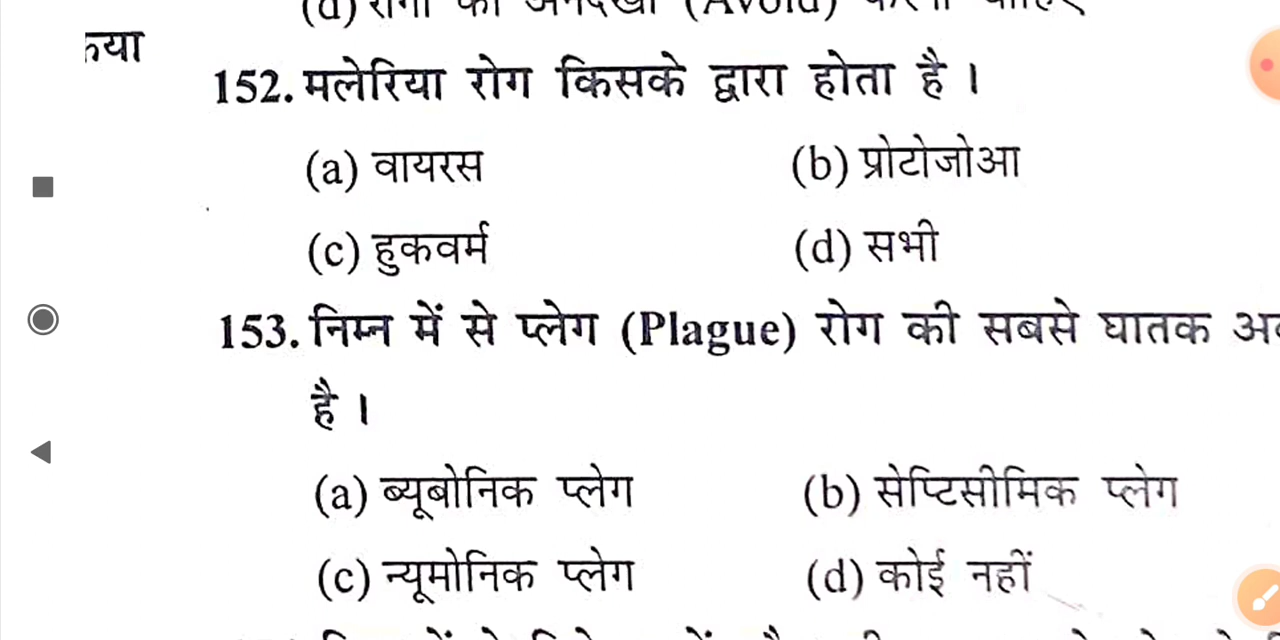 152. मलेरिया रोग किसके द्वारा होता है ।
(a) वायरस (b) प्रोटोजोआ
(c) हुकवर्म (d) सभी
153. निम्न में से प्लेग (Plague) रोग की सबसे घातक
है ।
(a) ब्यूबोनिक प्लेग (b) सेप्टिसीमिक प्लेग
(c) न्यूमोनिक प्लेग (d) कोई नहीं